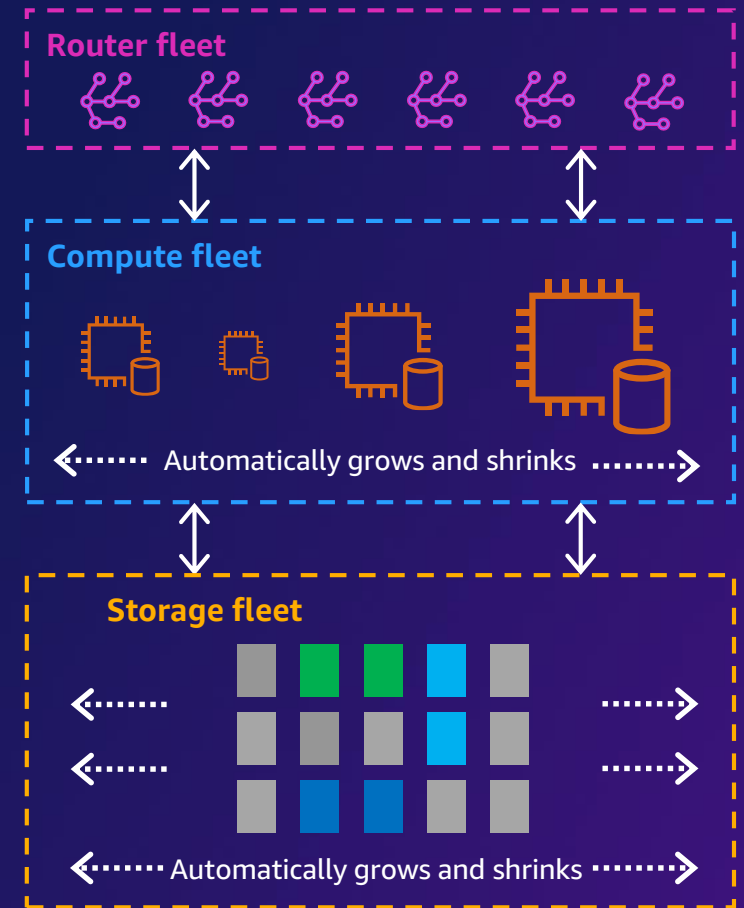 Router fleet
Compute fleet
Automatically grows and shrinks
Storage fleet
Automatically grows and shrinks